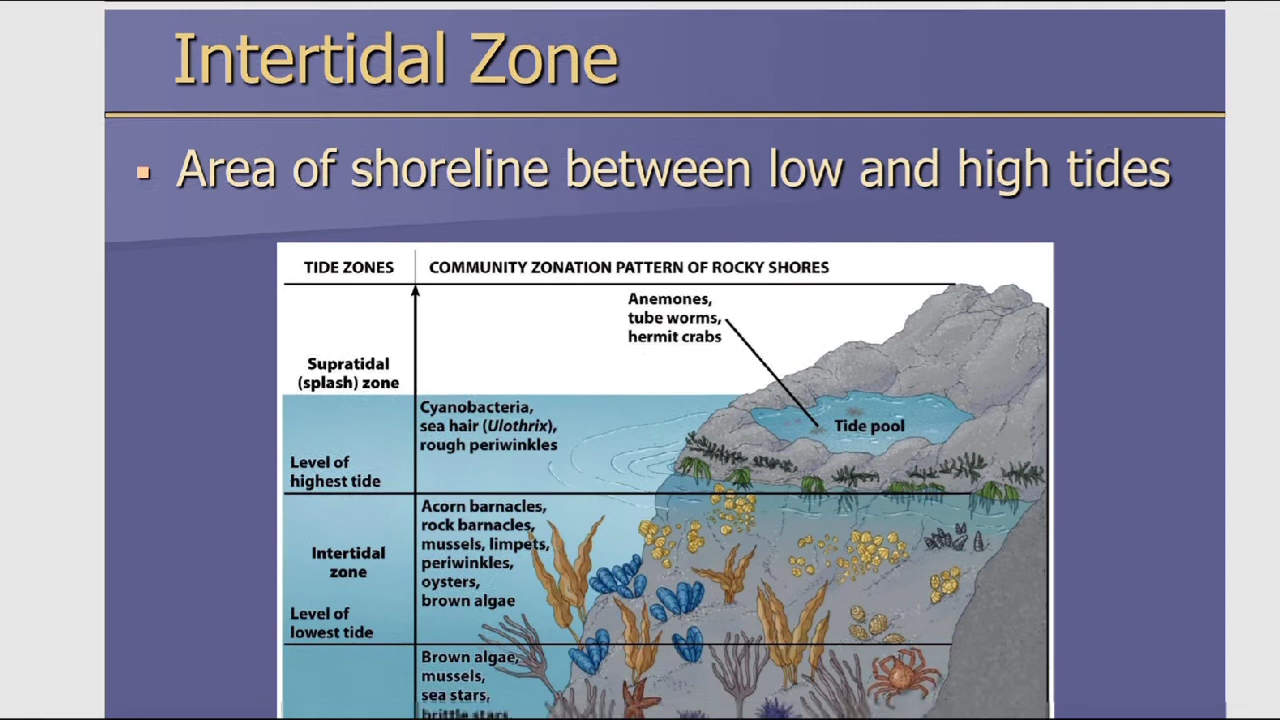 Intertidal Zone
▪ Area of shoreline between low and high tides
TIDE ZONES
COMMUNITY ZONATION PATTERN OF ROCKY SHORES
Anemones,
tube worms,
hermit crabs
Supratidal
(splash) zone
Cyanobacteria,
sea hair (Ulothrix),
rough periwinkles
Tide pool
Level of
highest tide
Acorn barnacles,
rock barnacles,
mussels, limpets,
periwinkles,
oysters,
brown algae
Intertidal
zone
Level of
lowest tide
Brown algae,
mussels,
sea stars,
brittle stars,